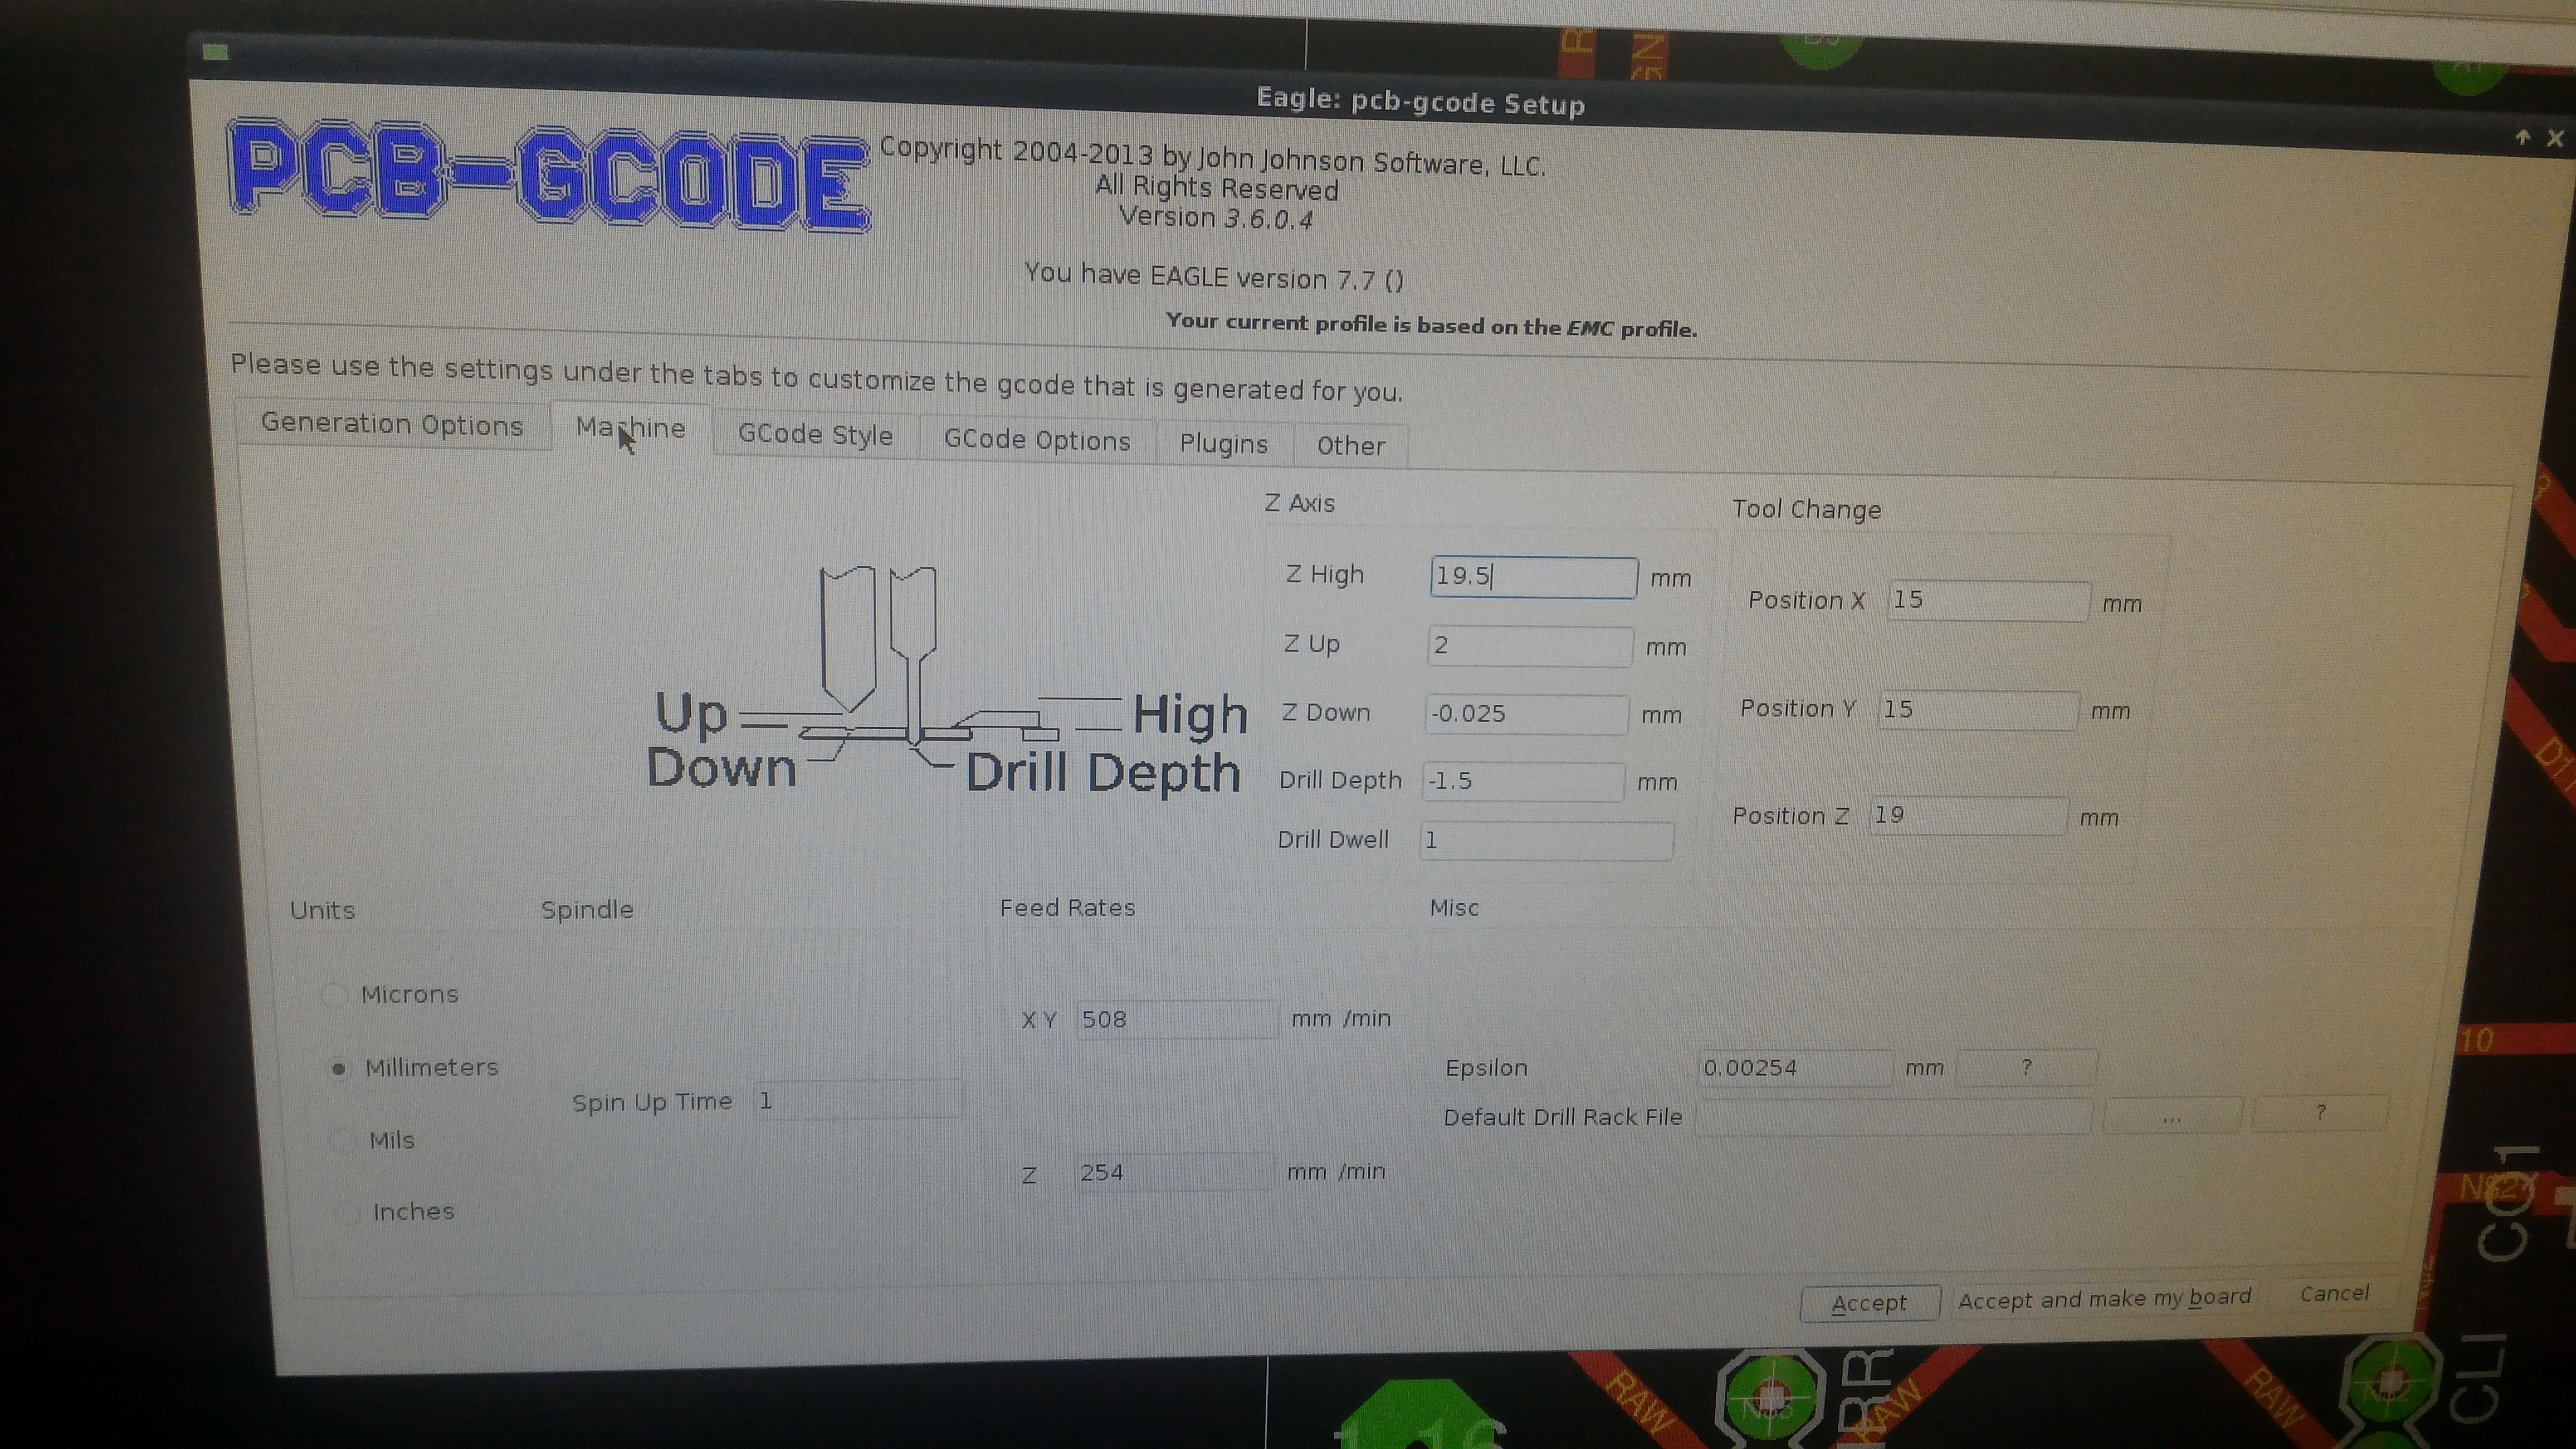 Eagle: pcb-gcode Setup
PCB-GCODE
Copyright 2004-2013 by John Johnson Software, LLC.
All Rights Reserved
Version 3.6.0.4
You have EAGLE version 7.7 ()
Your current profile is based on the EMC profile.
Please use the settings under the tabs to customize the gcode that is generated for you.
Generation Options Machine GCode Style GCode Options Plugins Other
Up
Down
High
Drill Depth
Z Axis
Z High 19.5 mm
Z Up 2 mm
Z Down -0.025 mm
Drill Depth -1.5 mm
Drill Dwell 1
Tool Change
Position X 15 mm
Position Y 15 mm
Position Z 19 mm
Units
Microns
Millimeters
Mils
Inches
Spindle
Spin Up Time 1
Feed Rates
X Y 508 mm /min
Z 254 mm /min
Misc
Epsilon 0.00254 mm ?
Default Drill Rack File ... ?
Accept Accept and make my board Cancel
10
RAW
RAW
RAW
CLI